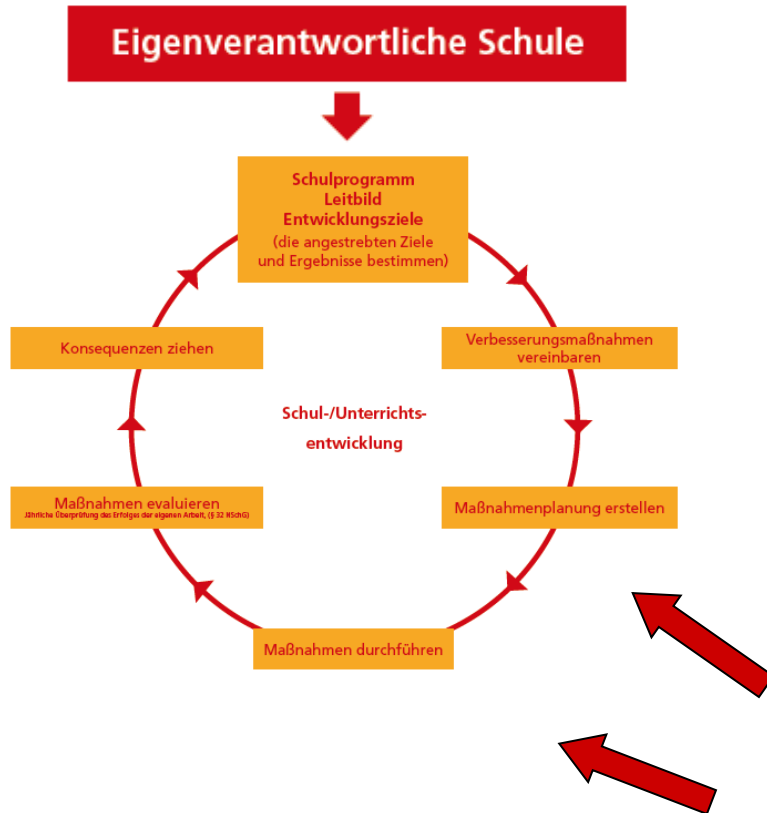 Eigenverantwortliche Schule
Schulprogramm
Leitbild
Entwicklungsziele
(die angestrebten Ziele
und Ergebnisse bestimmen)
Verbesserungsmaßnahmen
vereinbaren
Maßnahmenplanung erstellen
Maßnahmen durchführen
Maßnahmen evaluieren
Jährliche Überprüfung des Erfolges der eigenen Arbeit, (§ 32 NSchG)
Konsequenzen ziehen
Schul-/Unterrichts-
entwicklung